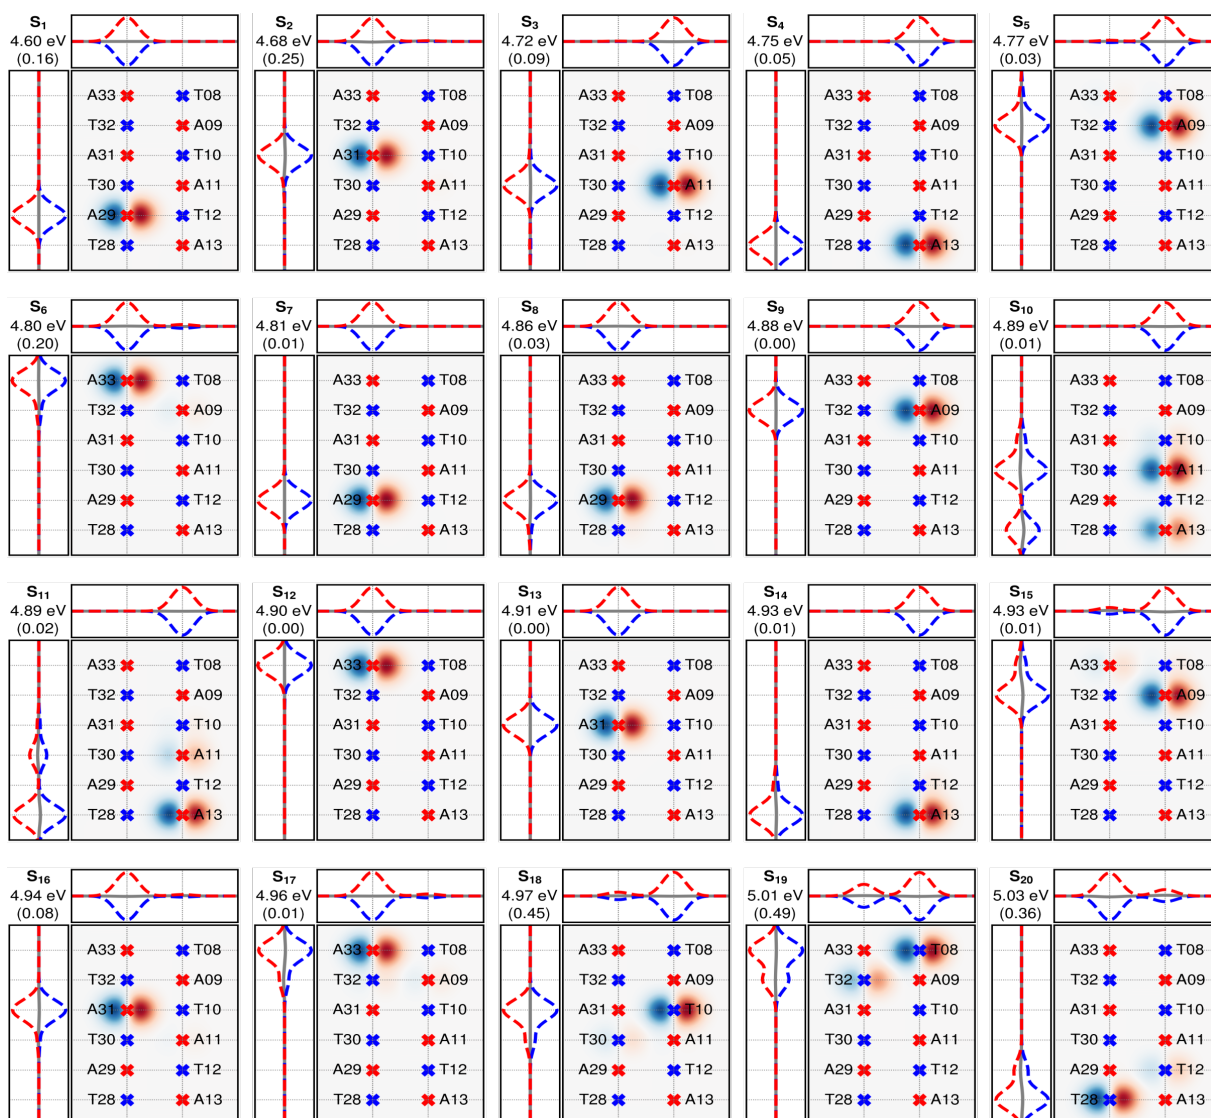 S1
4.60 eV
(0.16)
A33 T08
T32 A09
A31 T10
T30 A11
A29 T12
T28 A13
S2
4.68 eV
(0.25)
A33 T08
T32 A09
A31 T10
T30 A11
A29 T12
T28 A13
S3
4.72 eV
(0.09)
A33 T08
T32 A09
A31 T10
T30 A11
A29 T12
T28 A13
S4
4.75 eV
(0.05)
A33 T08
T32 A09
A31 T10
T30 A11
A29 T12
T28 A13
S5
4.77 eV
(0.03)
A33 T08
T32 A09
A31 T10
T30 A11
A29 T12
T28 A13
S6
4.80 eV
(0.20)
A33 T08
T32 A09
A31 T10
T30 A11
A29 T12
T28 A13
S7
4.81 eV
(0.01)
A33 T08
T32 A09
A31 T10
T30 A11
A29 T12
T28 A13
S8
4.86 eV
(0.03)
A33 T08
T32 A09
A31 T10
T30 A11
A29 T12
T28 A13
S9
4.88 eV
(0.00)
A33 T08
T32 A09
A31 T10
T30 A11
A29 T12
T28 A13
S10
4.89 eV
(0.01)
A33 T08
T32 A09
A31 T10
T30 A11
A29 T12
T28 A13
S11
4.89 eV
(0.02)
A33 T08
T32 A09
A31 T10
T30 A11
A29 T12
T28 A13
S12
4.90 eV
(0.00)
A33 T08
T32 A09
A31 T10
T30 A11
A29 T12
T28 A13
S13
4.91 eV
(0.00)
A33 T08
T32 A09
A31 T10
T30 A11
A29 T12
T28 A13
S14
4.93 eV
(0.01)
A33 T08
T32 A09
A31 T10
T30 A11
A29 T12
T28 A13
S15
4.93 eV
(0.01)
A33 T08
T32 A09
A31 T10
T30 A11
A29 T12
T28 A13
S16
4.94 eV
(0.08)
A33 T08
T32 A09
A31 T10
T30 A11
A29 T12
T28 A13
S17
4.96 eV
(0.01)
A33 T08
T32 A09
A31 T10
T30 A11
A29 T12
T28 A13
S18
4.97 eV
(0.45)
A33 T08
T32 A09
A31 T10
T30 A11
A29 T12
T28 A13
S19
5.01 eV
(0.49)
A33 T08
T32 A09
A31 T10
T30 A11
A29 T12
T28 A13
S20
5.03 eV
(0.36)
A33 T08
T32 A09
A31 T10
T30 A11
A29 T12
T28 A13